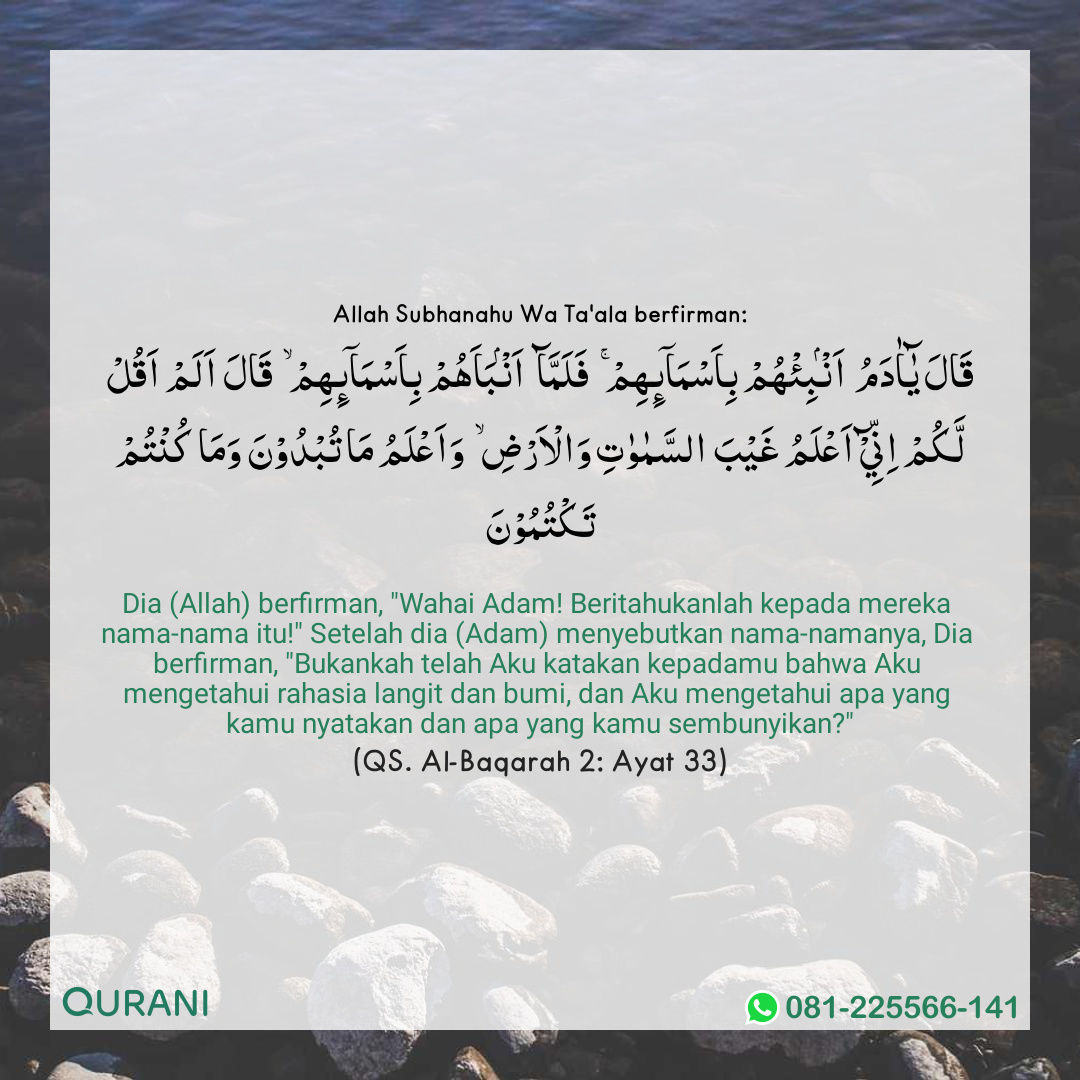 Allah Subhanahu Wa Ta'ala berfirman:
قَالَ يٰٓاٰدَمُ اَنْۢبِئْهُمْ بِاَسْمَآئِهِمْ ۚ فَلَمَّآ اَنْۢبَاَهُمْ بِاَسْمَآئِهِمْ ۙ قَالَ اَلَمْ اَقُلْ
لَّـكُمْ اِنِّيْٓ اَعْلَمُ غَيْبَ السَّمٰوٰتِ وَالْاَرْضِ ۙ وَاَعْلَمُ مَا تُبْدُوْنَ وَمَا كُنْتُمْ
تَكْتُمُوْنَ
Dia (Allah) berfirman, "Wahai Adam! Beritahukanlah kepada mereka
nama-nama itu!" Setelah dia (Adam) menyebutkan nama-namanya, Dia
berfirman, "Bukankah telah Aku katakan kepadamu bahwa Aku
mengetahui rahasia langit dan bumi, dan Aku mengetahui apa yang
kamu nyatakan dan apa yang kamu sembunyikan?"
(QS. Al-Baqarah 2: Ayat 33)
QURANI
081-225566-141